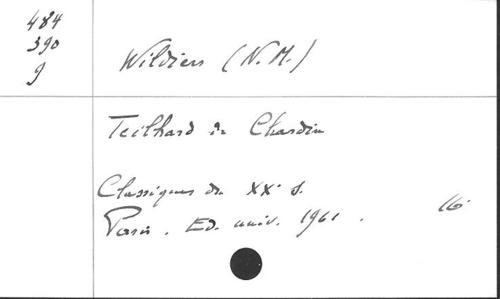 484
390
9
Wildiers (N.M.)
Teilhard de Chardin
Classiques du XXe s.
Paris. Ed. univ. 1961. 16°